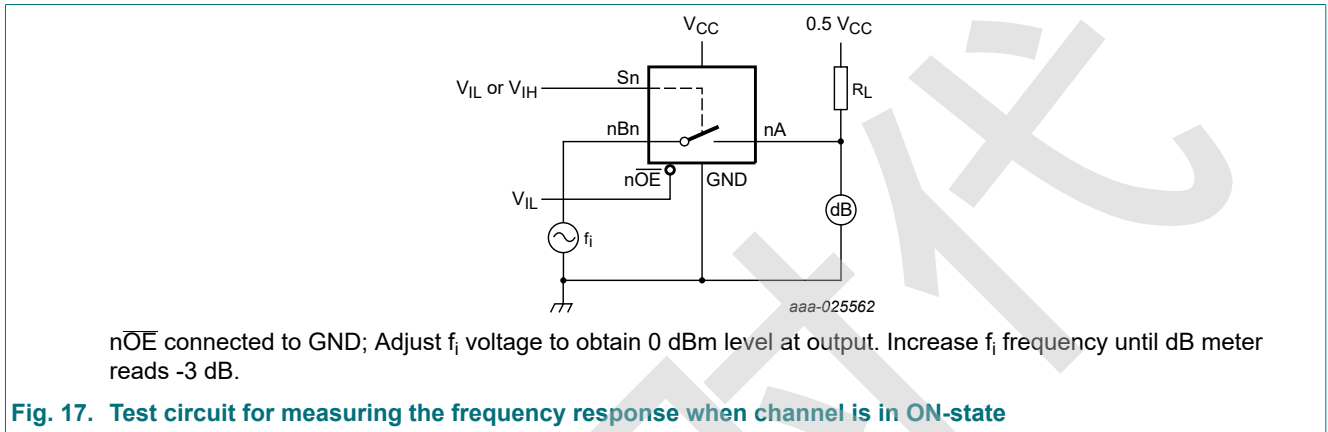 VCC
0.5 VCC
VIL or VIH
Sn
RL
nBn
nA
nOE
GND
VIL
dB
fi
aaa-025562
nOE connected to GND; Adjust fi voltage to obtain 0 dBm level at output. Increase fi frequency until dB meter
reads -3 dB.
Fig. 17. Test circuit for measuring the frequency response when channel is in ON-state
时代